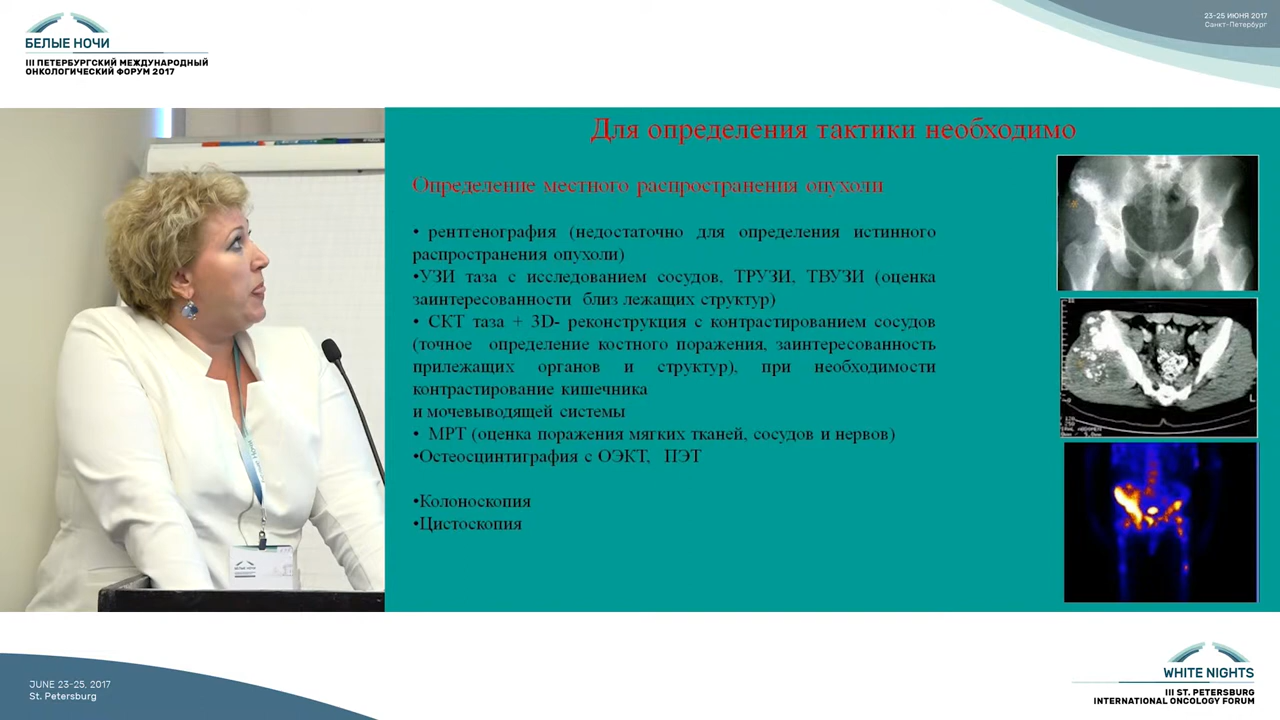 23-25 ИЮНЯ 2017
Санкт-Петербург
БЕЛЫЕ НОЧИ
III ПЕТЕРБУРГСКИЙ МЕЖДУНАРОДНЫЙ
ОНКОЛОГИЧЕСКИЙ ФОРУМ 2017
Для определения тактики необходимо
Определение местного распространения опухоли
• рентгенография (недостаточно для определения истинного
распространения опухоли)
•УЗИ таза с исследованием сосудов, ТРУЗИ, ТВУЗИ (оценка
заинтересованности близ лежащих структур)
• СКТ таза + 3D- реконструкция с контрастированием сосудов
(точное определение костного поражения, заинтересованность
прилежащих органов и структур), при необходимости
контрастирование кишечника
и мочевыводящей системы
• МРТ (оценка поражения мягких тканей, сосудов и нервов)
•Остеосцинтиграфия с ОЭКТ, ПЭТ
•Колоноскопия
•Цистоскопия
БЕЛЫЕ НОЧИ
L
JUNE 23-25, 2017
St. Petersburg
WHITE NIGHTS
III ST. PETERSBURG
INTERNATIONAL ONCOLOGY FORUM